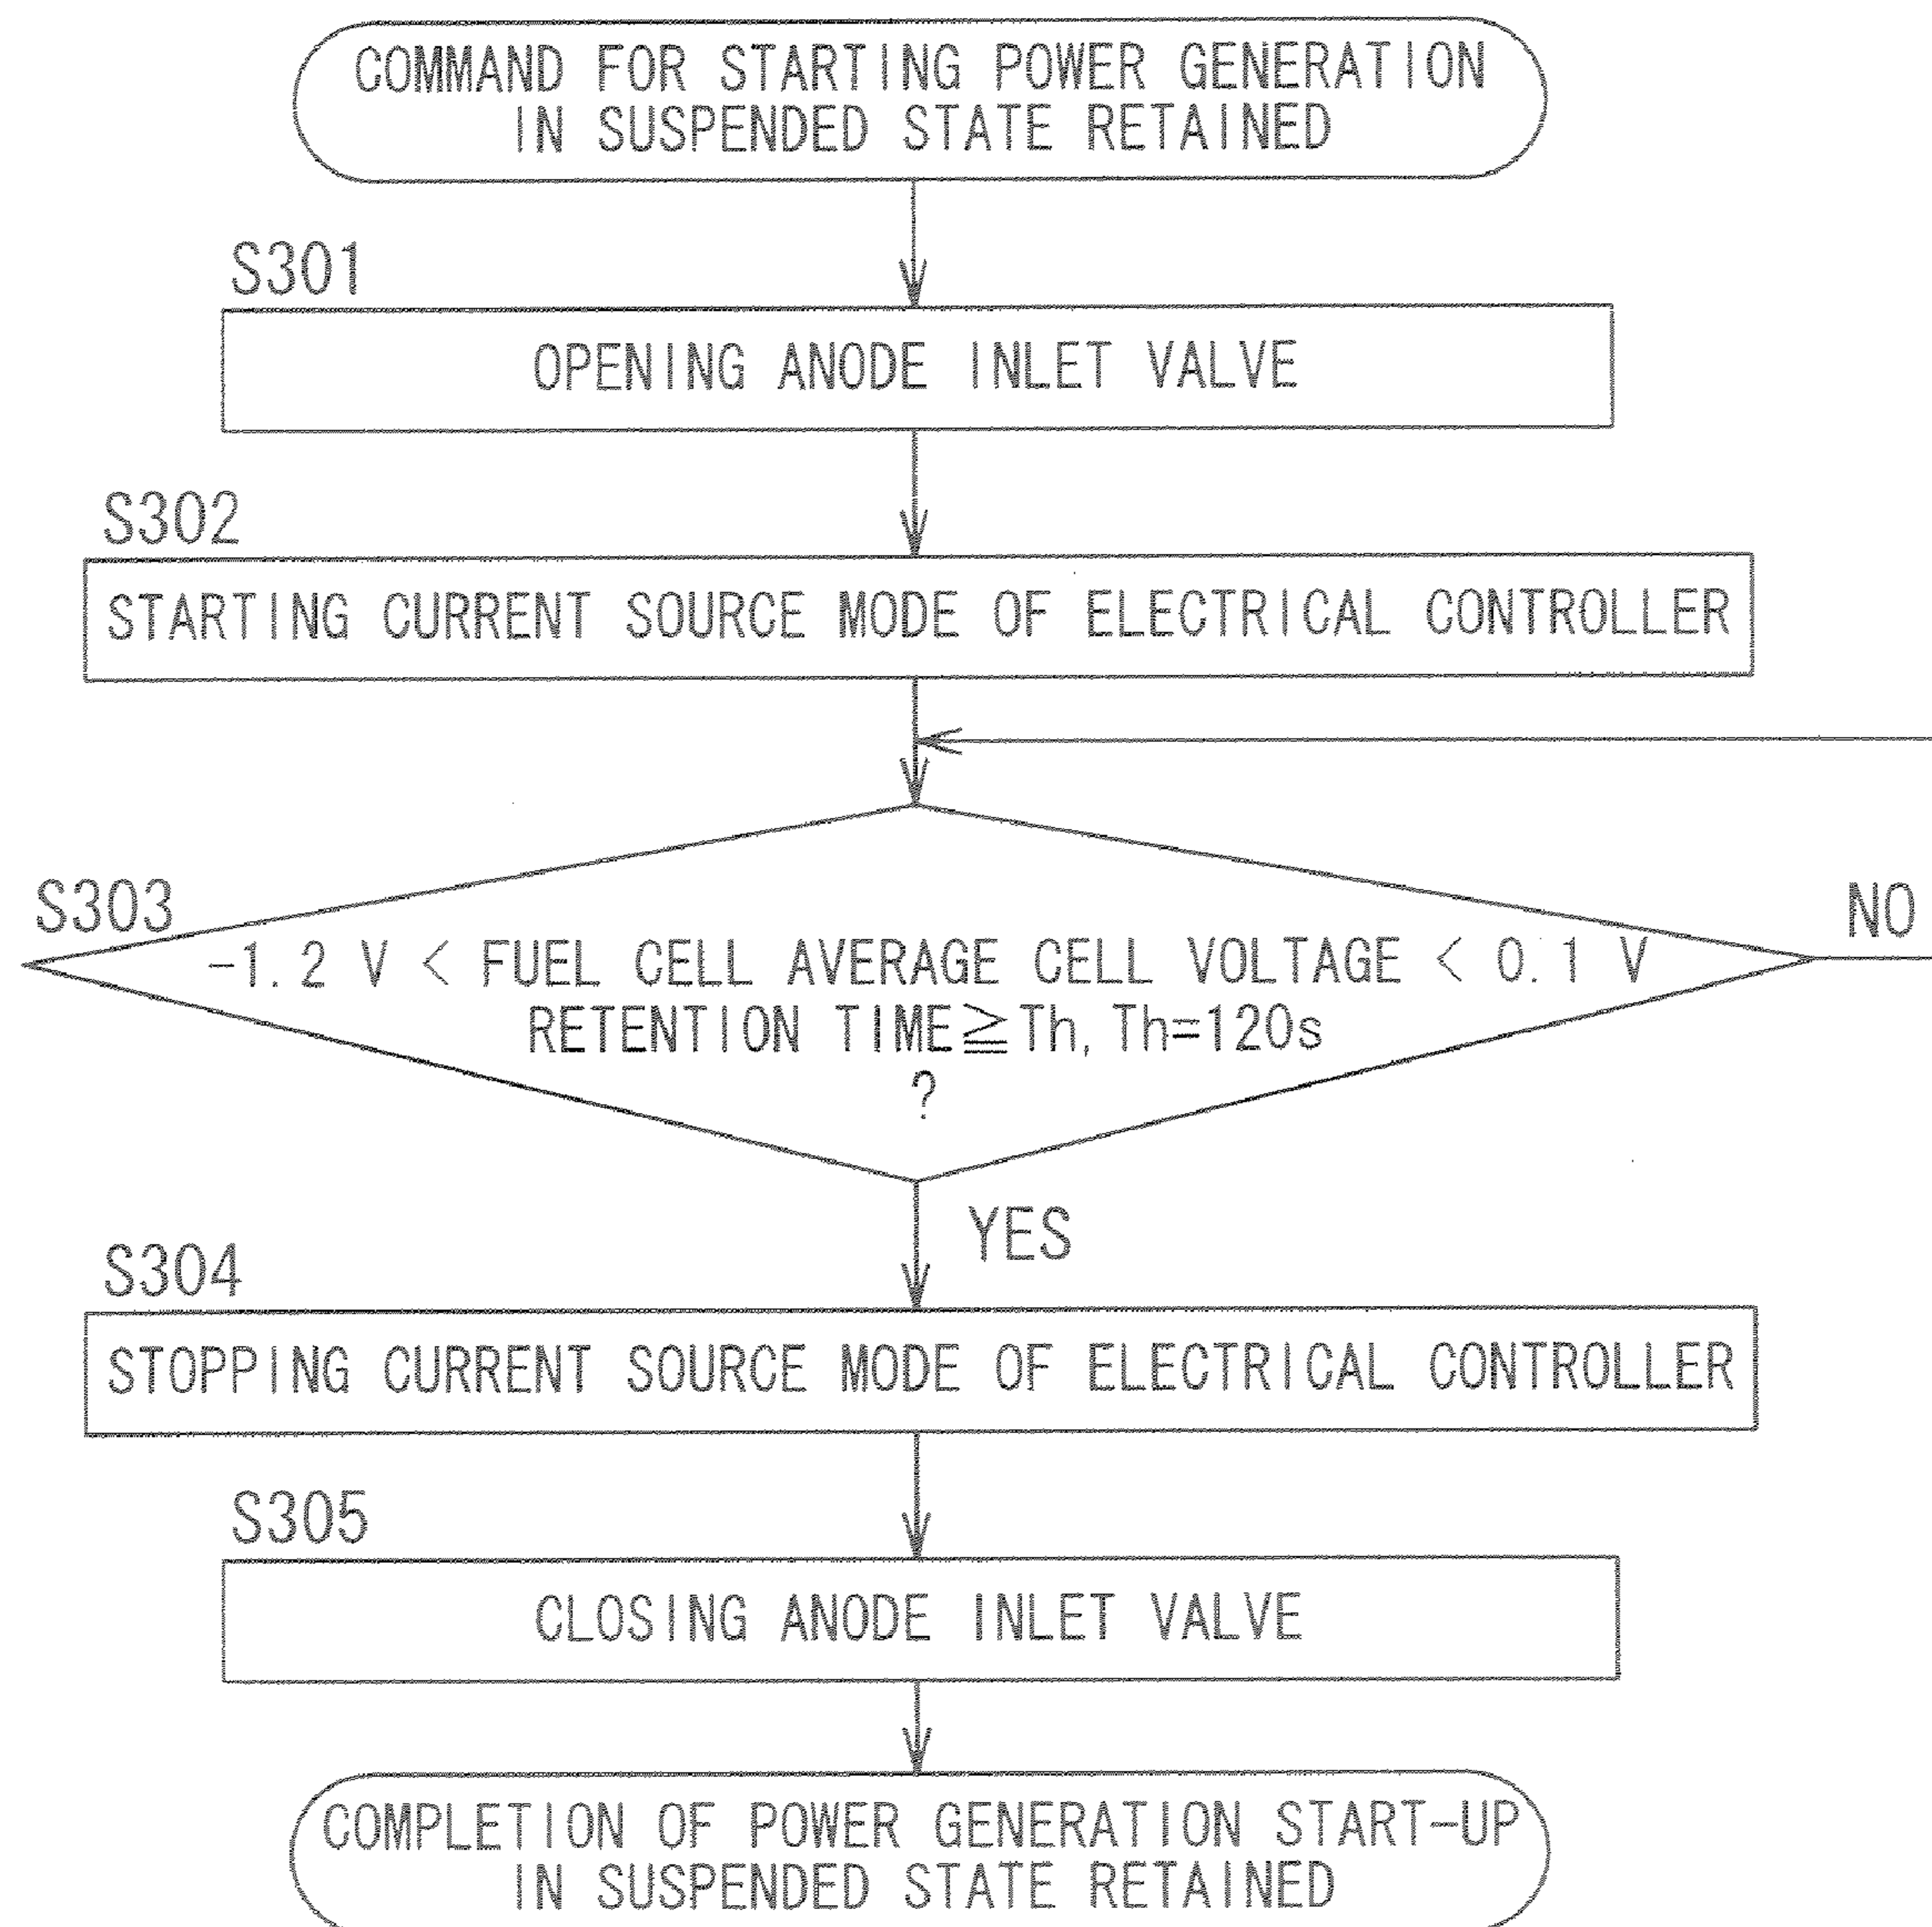 COMMAND FOR STARTING POWER GENERATION
IN SUSPENDED STATE RETAINED
S301
OPENING ANODE INLET VALVE
S302
STARTING CURRENT SOURCE MODE OF ELECTRICAL CONTROLLER
S303
NO
-1.2 V < FUEL CELL AVERAGE CELL VOLTAGE < 0.1 V
RETENTION TIME≧Th, Th=120s
?
YES
S304
STOPPING CURRENT SOURCE MODE OF ELECTRICAL CONTROLLER
S305
CLOSING ANODE INLET VALVE
COMPLETION OF POWER GENERATION START-UP
IN SUSPENDED STATE RETAINED